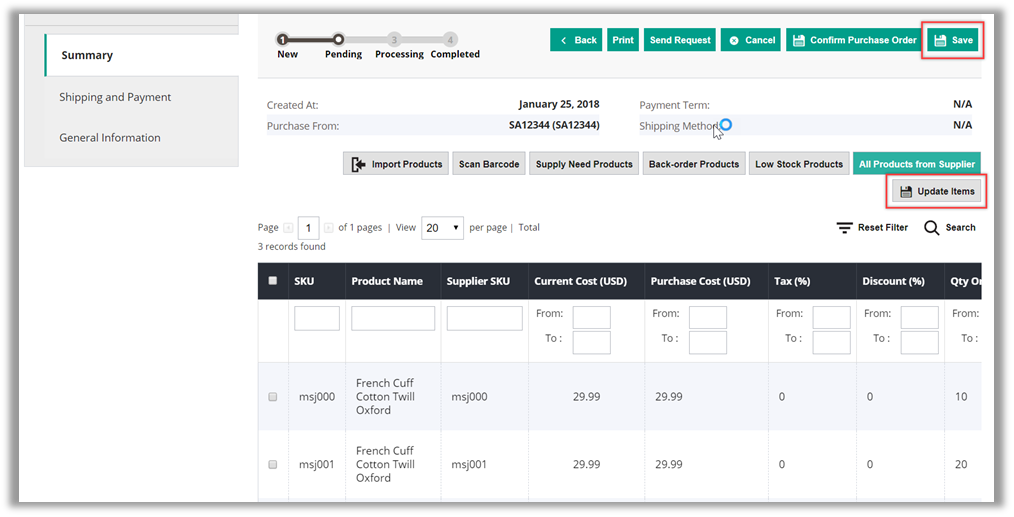 Summary
Shipping and Payment
General Information
1 2 3 4
New Pending Processing Completed
Back Print Send Request Cancel Confirm Purchase Order Save
Created At: January 25, 2018 Payment Term: N/A
Purchase From: SA12344 (SA12344) Shipping Method: N/A
Import Products Scan Barcode Supply Need Products Back-order Products Low Stock Products All Products from Supplier
Update Items
Page 1 of 1 pages | View 20 per page | Total
3 records found
Reset Filter Search
SKU Product Name Supplier SKU Current Cost (USD) Purchase Cost (USD) Tax (%) Discount (%) Qty
From: From: From: From: From:
To : To : To : To : To :
msj000 French Cuff Cotton Twill Oxford msj000 29.99 29.99 0 0 10
msj001 French Cuff Cotton Twill Oxford msj001 29.99 29.99 0 0 20